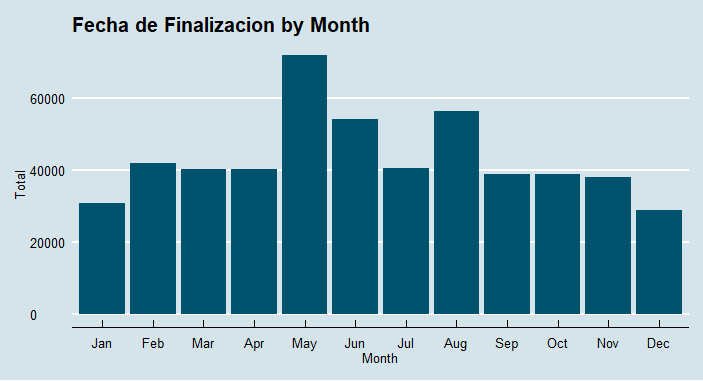 Fecha de Finalizacion by Month
60000
40000
20000
0
Total
Jan Feb Mar Apr May Jun Jul Aug Sep Oct Nov Dec
Month